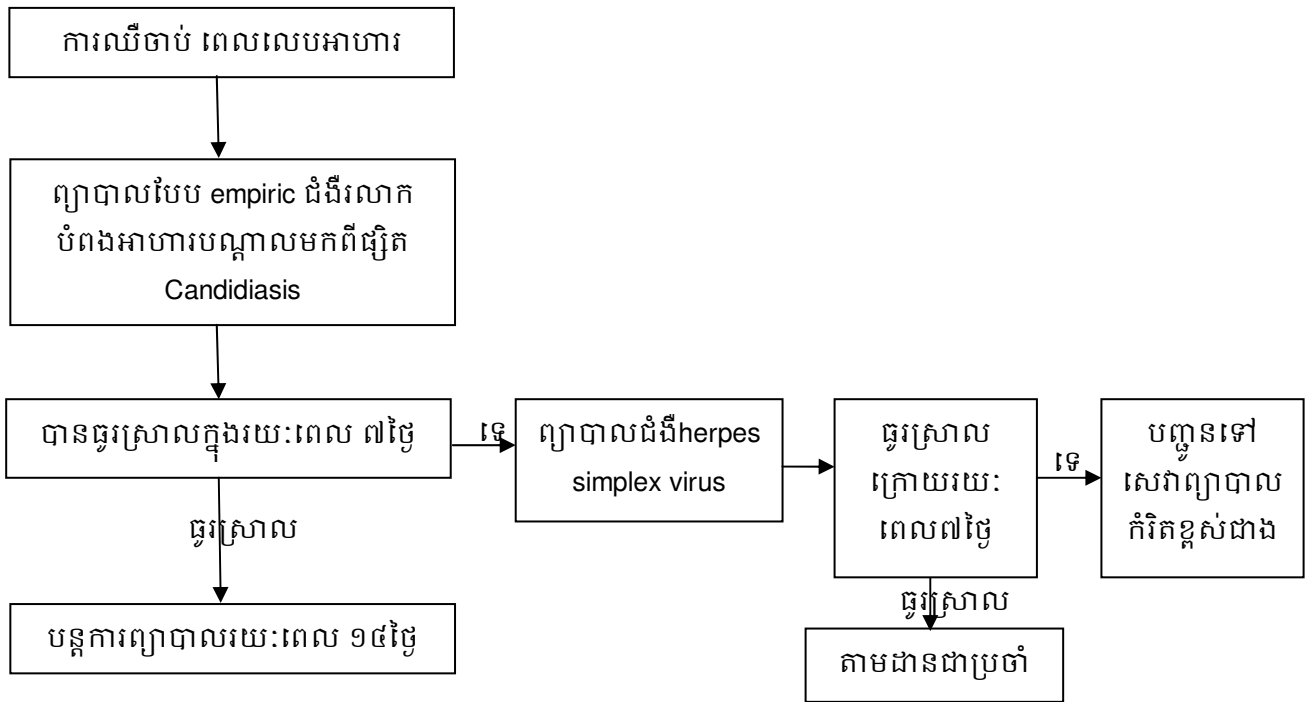 ការឈឺចាប់ ពេលលេបអាហារ
ព្យាបាលបែប empiric ជំងឺរលាក
បំពងអាហារបណ្តាលមកពីផ្សិត
Candidiasis
បានធូរស្រាលក្នុងរយៈពេល ៧ថ្ងៃ
ទេ
ព្យាបាលជំងឺherpes
simplex virus
ធូរស្រាល
ក្រោយរយៈ
ពេល៧ថ្ងៃ
ទេ
បញ្ជូនទៅ
សេវាព្យាបាល
កំរិតខ្ពស់ជាង
ធូរស្រាល
បន្តការព្យាបាលរយៈពេល ១៤ថ្ងៃ
ធូរស្រាល
តាមដានជាប្រចាំ